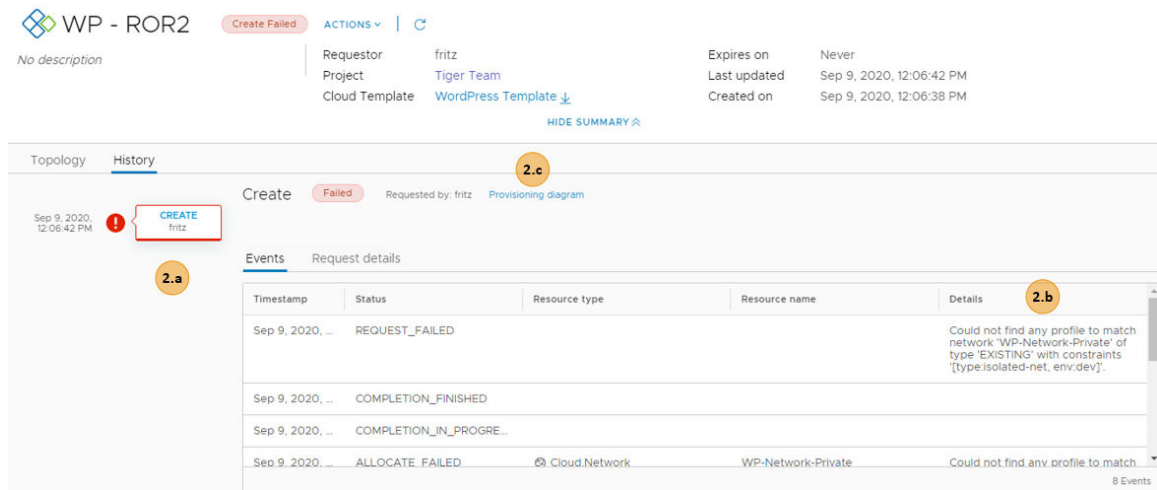 WP - ROR2
Create Failed
ACTIONS
No description
Requestor fritz
Project Tiger Team
Cloud Template WordPress Template
Expires on Never
Last updated Sep 9, 2020, 12:06:42 PM
Created on Sep 9, 2020, 12:06:38 PM
HIDE SUMMARY
Topology History
2.c
Create Failed Requested by: fritz Provisioning diagram
Sep 9, 2020,
12:06:42 PM
CREATE
fritz
2.a
Events Request details
2.b
Timestamp Status Resource type Resource name Details
Sep 9, 2020, ... REQUEST_FAILED
Could not find any profile to match
network 'WP-Network-Private' of
type 'EXISTING' with constraints
'[type:isolated-net, env:dev]'.
Sep 9, 2020, ... COMPLETION_FINISHED
Sep 9, 2020, ... COMPLETION_IN_PROGRE...
Sep 9, 2020, ... ALLOCATE_FAILED Cloud.Network WP-Network-Private Could not find any profile to match
8 Events